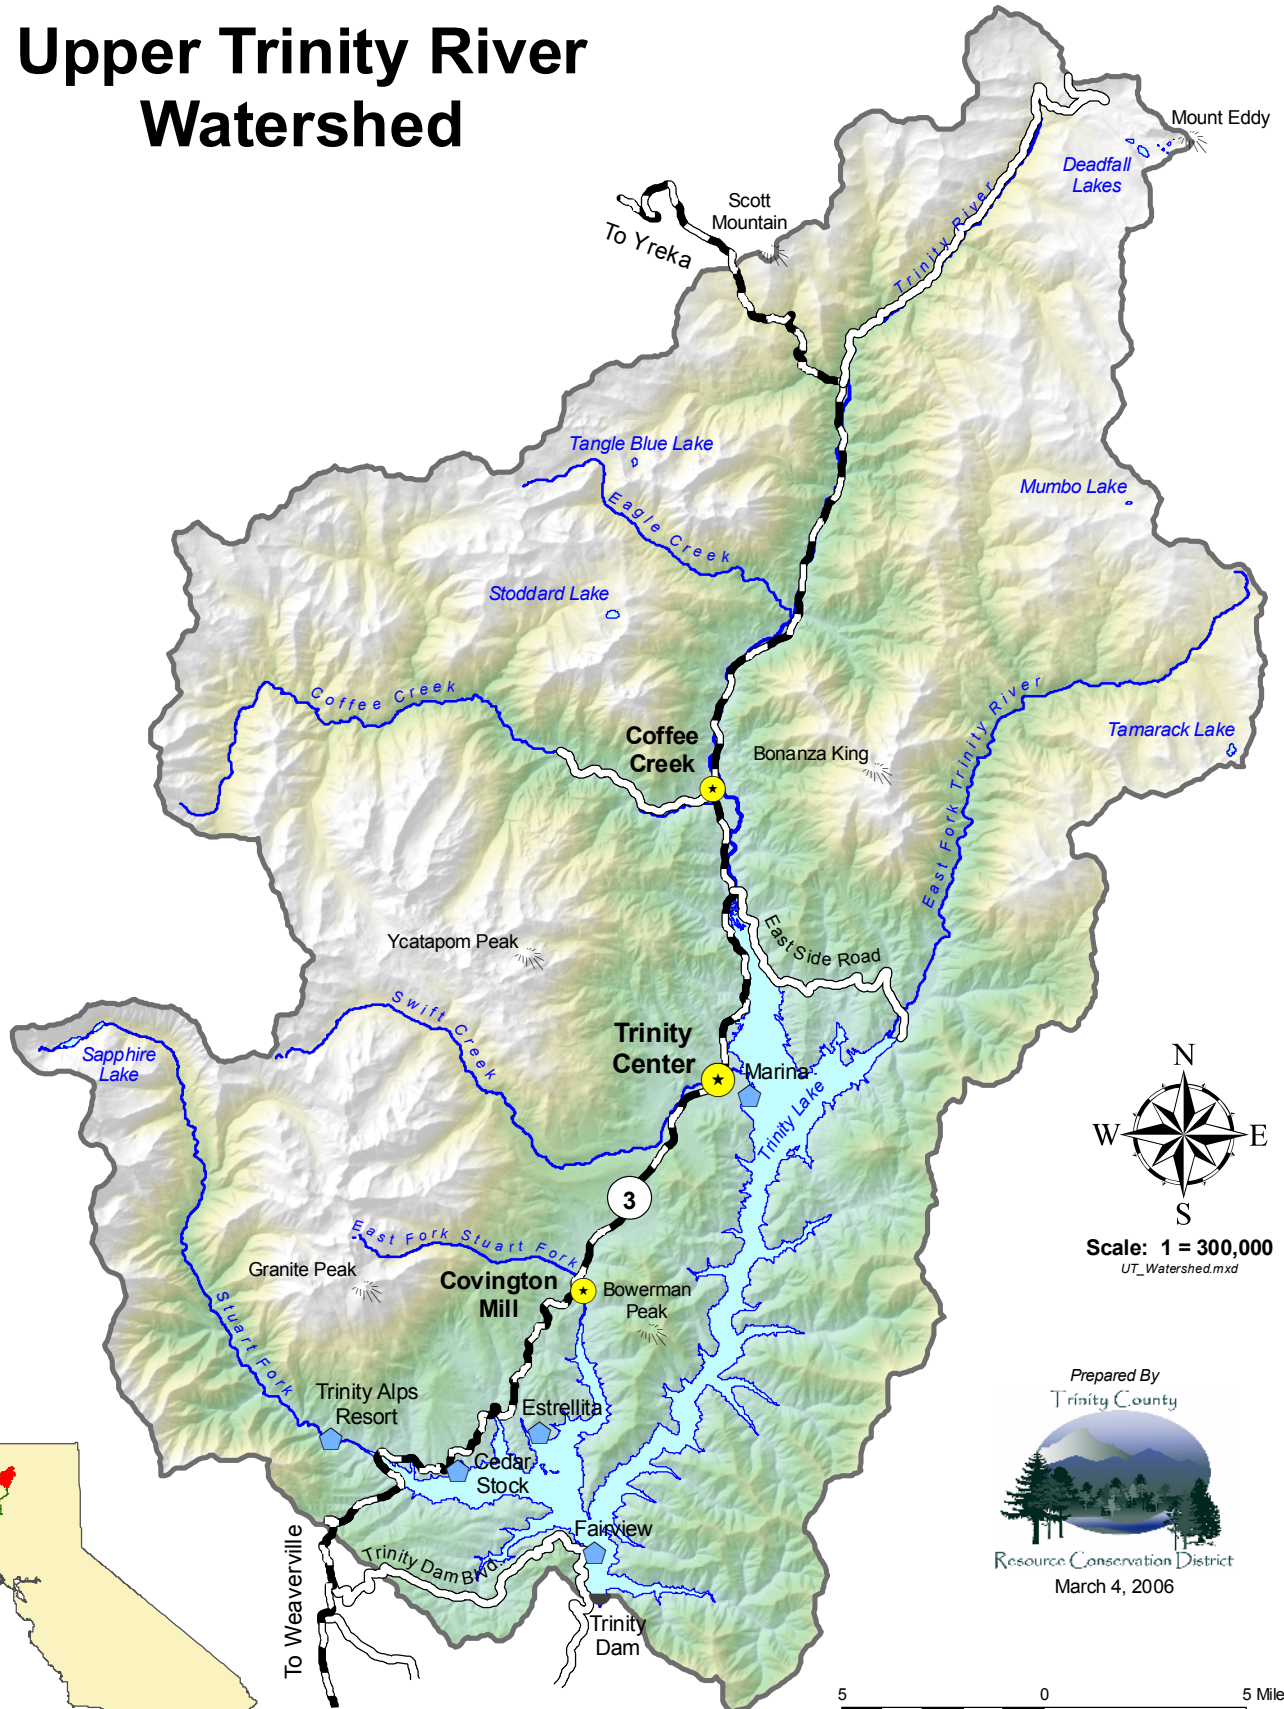 Upper Trinity River
Watershed
Mount Eddy
Deadfall
Lakes
Scott
Mountain
To Yreka
Trinity River
Tangle Blue Lake
Eagle Creek
Mumbo Lake
Stoddard Lake
Coffee Creek
East Fork Trinity River
Tamarack Lake
Coffee
Creek
Bonanza King
East Side Road
Ycatapom Peak
Swift Creek
Sapphire
Lake
Trinity
Center
Marina
Trinity Lake
N
W
E
S
3
Scale: 1 = 300,000
UT_Watershed.mxd
East Fork Stuart Fork
Granite Peak
Covington
Mill
Bowerman
Peak
Stuart Fork
Trinity Alps
Resort
Estrellita
Cedar
Stock
Fairview
Trinity Dam Blvd.
To Weaverville
Trinity
Dam
Prepared By
Trinity County
Resource Conservation District
March 4, 2006
5 0 5 Mile